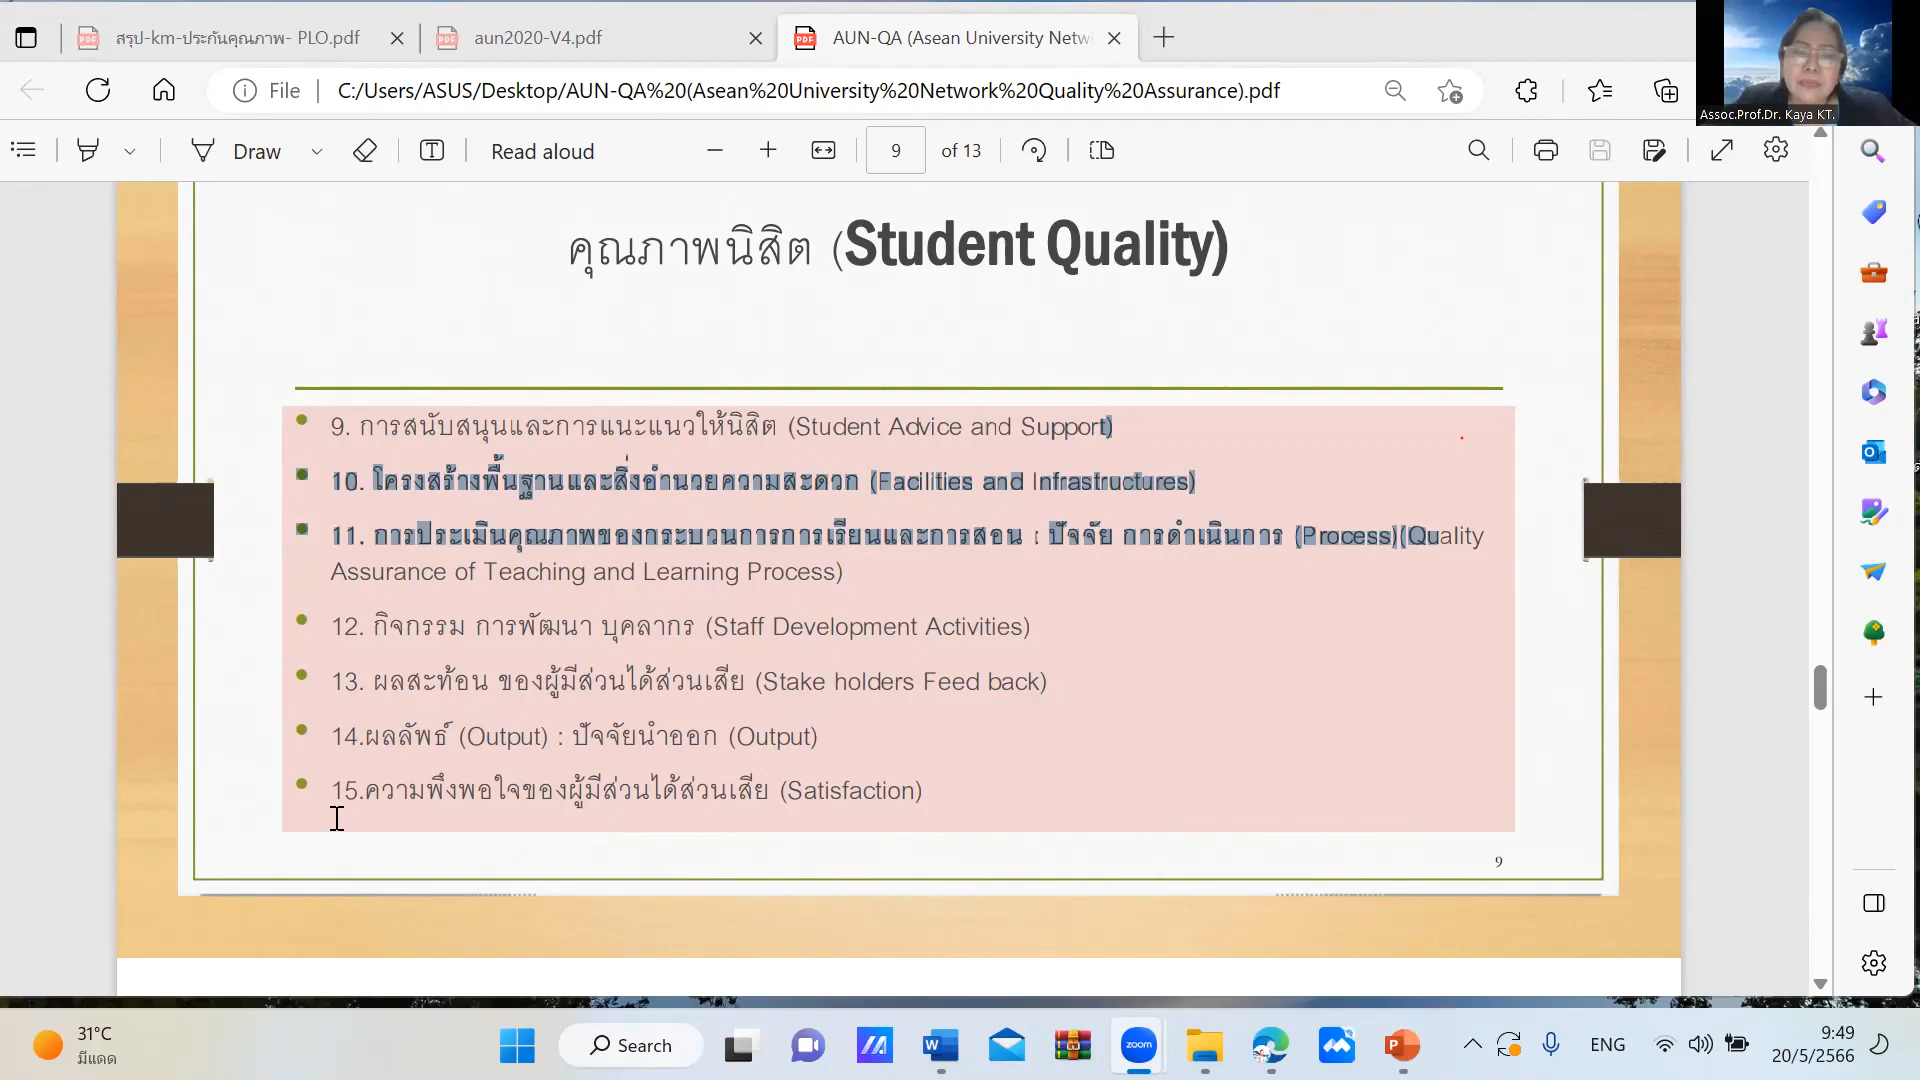 สรุป-km-ประกันคุณภาพ- PLO.pdf
aun2020-V4.pdf
AUN-QA (Asean University Netw
File
C:/Users/ASUS/Desktop/AUN-QA%20(Asean%20University%20Network%20Quality%20Assurance).pdf
Assoc.Prof.Dr. Kaya KT.
Draw
Read aloud
9
of 13
คุณภาพนิสิต (Student Quality)
9. การสนับสนุนและการแนะแนวให้นิสิต (Student Advice and Support)
10. โครงสร้างพื้นฐานและสิ่งอำนวยความสะดวก (Facilities and Infrastructures)
11. การประเมินคุณภาพของกระบวนการการเรียนและการสอน : ปัจจัย การดำเนินการ (Process)(Quality
Assurance of Teaching and Learning Process)
12. กิจกรรม การพัฒนา บุคลากร (Staff Development Activities)
13. ผลสะท้อน ของผู้มีส่วนได้ส่วนเสีย (Stake holders Feed back)
14.ผลลัพธ์ (Output) : ปัจจัยนำออก (Output)
15.ความพึงพอใจของผู้มีส่วนได้ส่วนเสีย (Satisfaction)
9
31°C
มีแดด
Search
zoom
ENG
9:49
20/5/2566